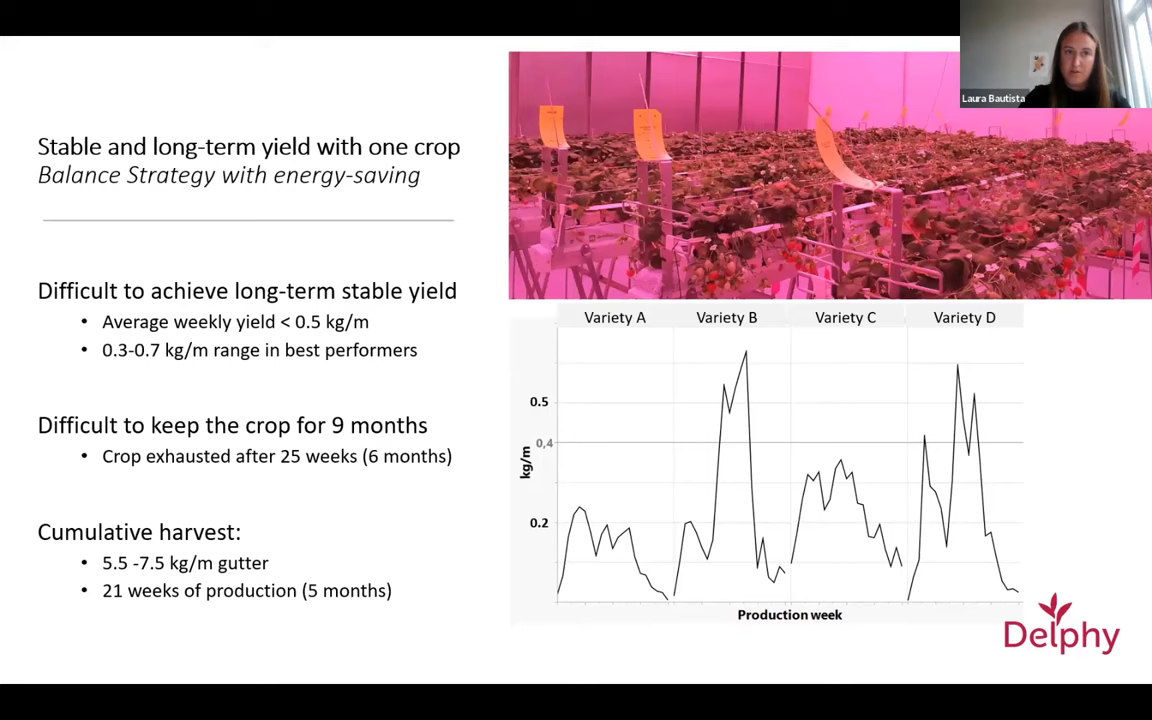 Laura Bautista
Stable and long-term yield with one crop
Balance Strategy with energy-saving
Difficult to achieve long-term stable yield
• Average weekly yield < 0.5 kg/m
• 0.3-0.7 kg/m range in best performers
Difficult to keep the crop for 9 months
• Crop exhausted after 25 weeks (6 months)
Cumulative harvest:
• 5.5 -7.5 kg/m gutter
• 21 weeks of production (5 months)
Variety A Variety B Variety C Variety D
0.5
0,4
kg/m
0.2
Production week
Delphy